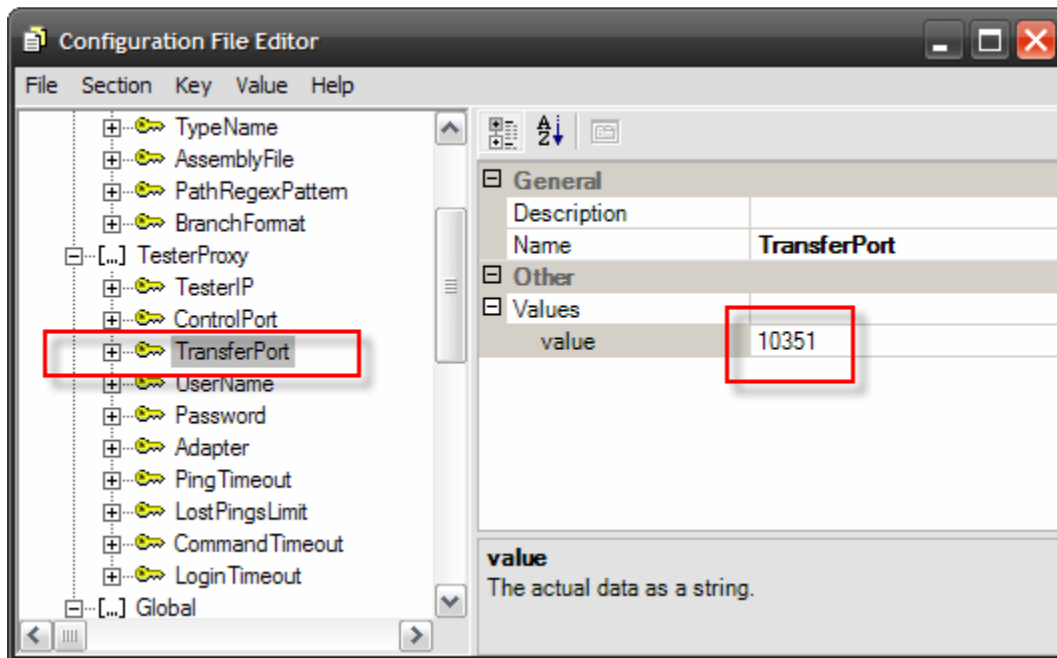 Configuration File Editor
File Section Key Value Help
TypeName
AssemblyFile
PathRegexPattern
BranchFormat
[...] TesterProxy
TesterIP
ControlPort
TransferPort
UserName
Password
Adapter
PingTimeout
LostPingsLimit
CommandTimeout
LoginTimeout
[...] Global
General
Description
Name TransferPort
Other
Values
value 10351
value
The actual data as a string.